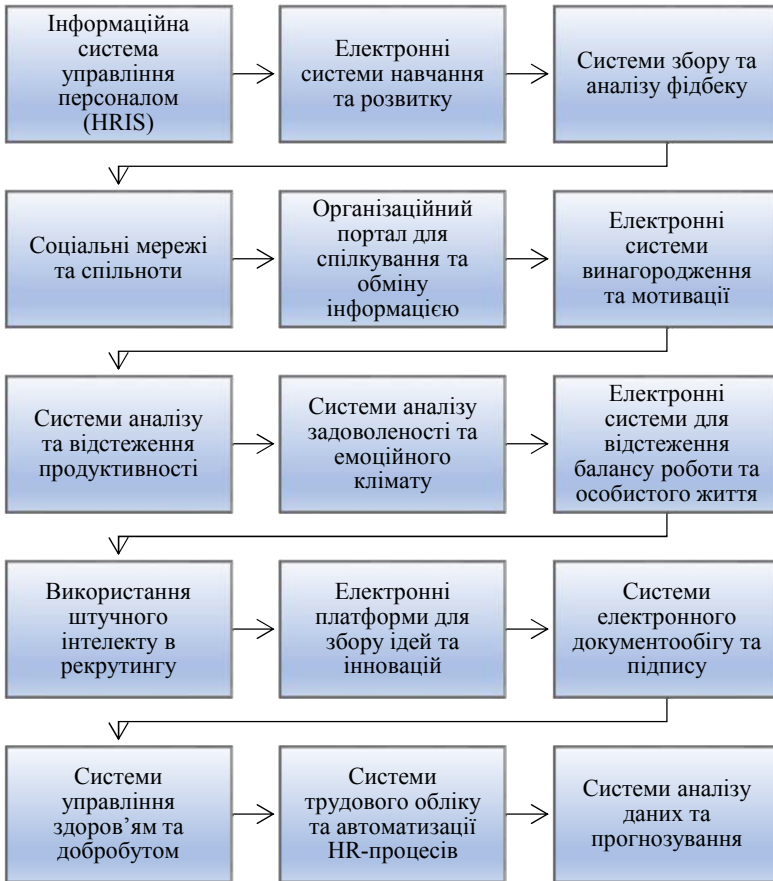 Інформаційна
система
управління
персоналом
(HRIS)
Електронні
системи навчання
та розвитку
Системи збору та
аналізу фідбеку
Соціальні мережі
та спільноти
Організаційний
портал для
спілкування та
обміну
інформацією
Електронні
системи
винагородження
та мотивації
Системи аналізу
та відстеження
продуктивності
Системи аналізу
задоволеності та
емоційного
клімату
Електронні
системи для
відстеження
балансу роботи та
особистого життя
Використання
штучного
інтелекту в
рекрутингу
Електронні
платформи для
збору ідей та
інновацій
Системи
електронного
документообігу та
підпису
Системи
управління
здоров’ям та
добробутом
Системи
трудового обліку
та автоматизації
HR-процесів
Системи аналізу
даних та
прогнозування